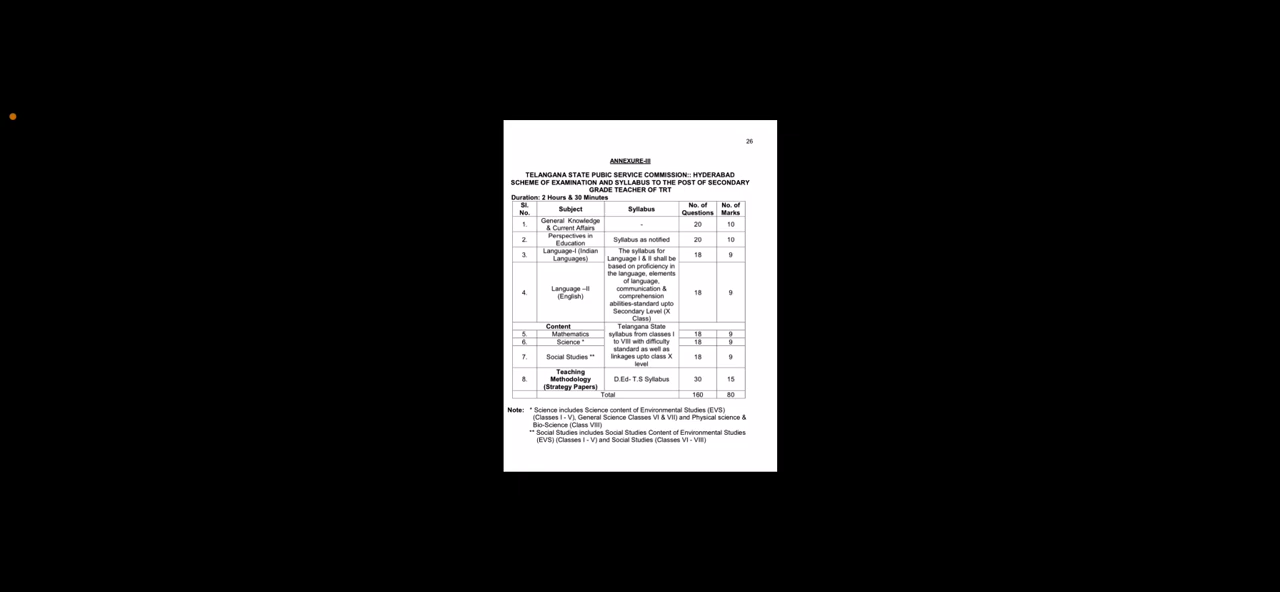 26
ANNEXURE-III
TELANGANA STATE PUBIC SERVICE COMMISSION:: HYDERABAD
SCHEME OF EXAMINATION AND SYLLABUS TO THE POST OF SECONDARY
GRADE TEACHER OF TRT
Duration: 2 Hours & 30 Minutes
Sl. No. Subject Syllabus No. of Questions No. of Marks
1. General Knowledge & Current Affairs - 20 10
2. Perspectives in Education Syllabus as notified 20 10
3. Language-I (Indian Languages) 18 9
The syllabus for
Language I & II shall be
based on proficiency in
the language, elements
of language,
communication &
comprehension
abilities-standard upto
Secondary Level (X
Class)
4. Language –II (English) 18 9
Content
Telangana State
syllabus from classes I
to VIII with difficulty
standard as well as
linkages upto class X
level
5. Mathematics 18 9
6. Science * 18 9
7. Social Studies ** 18 9
8. Teaching Methodology (Strategy Papers) D.Ed- T.S Syllabus 30 15
Total 160 80
Note: * Science includes Science content of Environmental Studies (EVS)
(Classes I - V), General Science Classes VI & VII) and Physical science &
Bio-Science (Class VIII)
** Social Studies includes Social Studies Content of Environmental Studies
(EVS) (Classes I - V) and Social Studies (Classes VI - VIII)